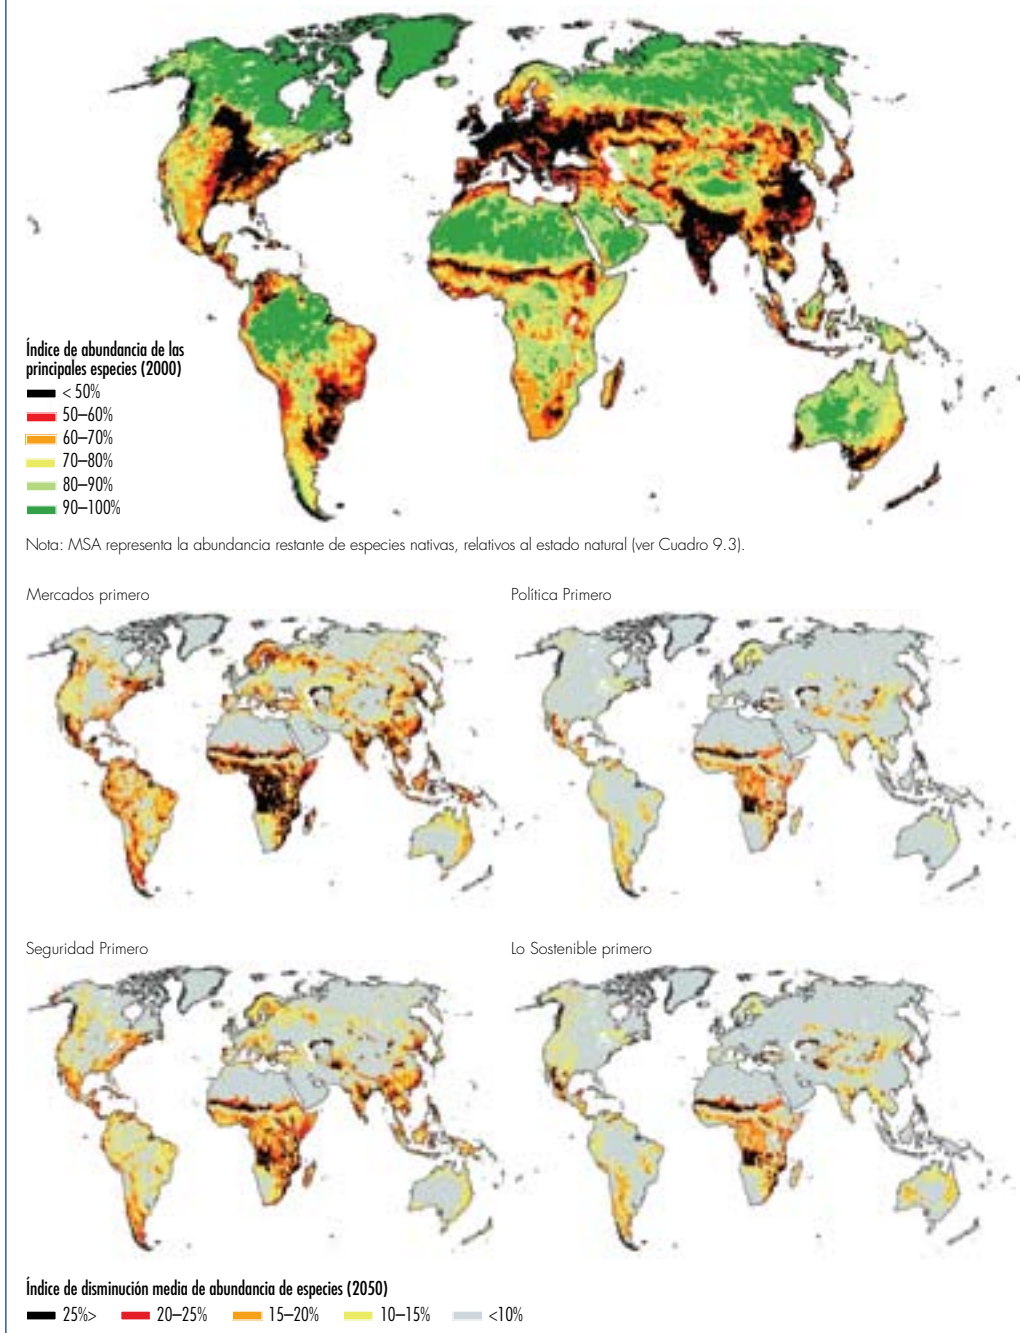 Índice de abundancia de las
principales especies (2000)
< 50%
50–60%
60–70%
70–80%
80–90%
90–100%
Nota: MSA representa la abundancia restante de especies nativas, relativos al estado natural (ver Cuadro 9.3).
Mercados primero
Política Primero
Seguridad Primero
Lo Sostenible primero
Índice de disminución media de abundancia de especies (2050)
25%> 20–25% 15–20% 10–15% <10%